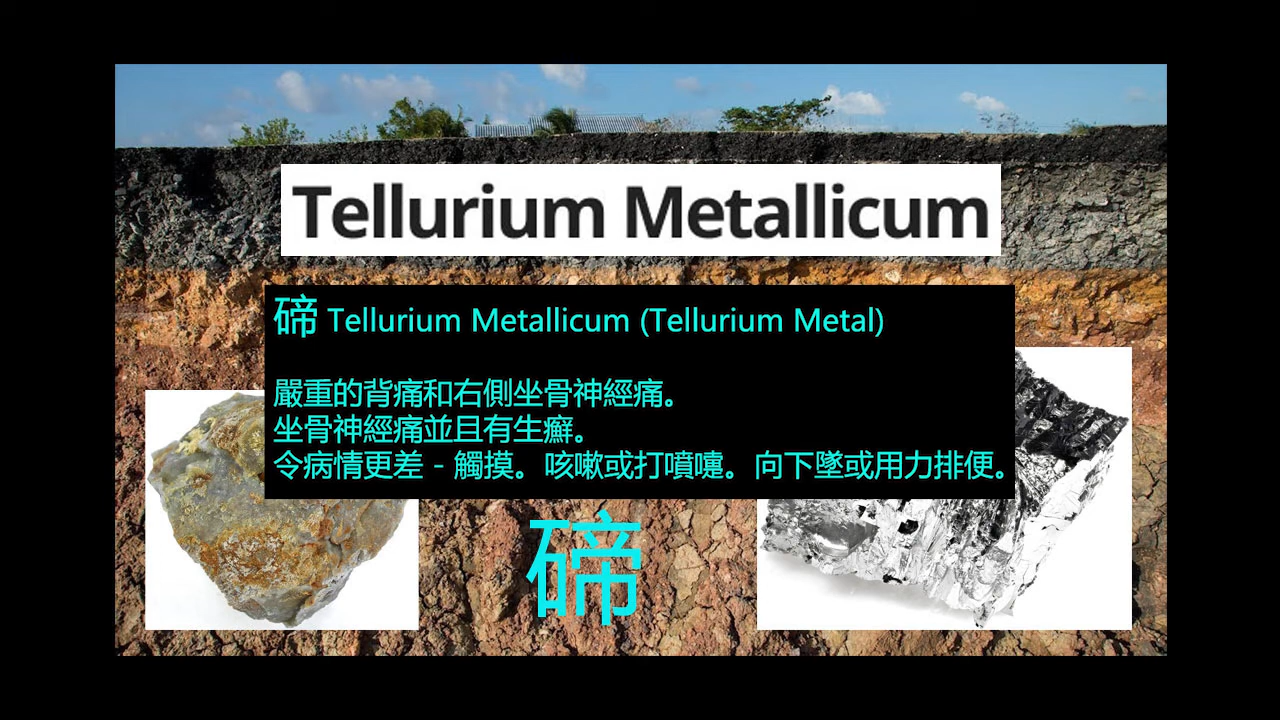 Tellurium Metallicum
碲 Tellurium Metallicum (Tellurium Metal)
嚴重的背痛和右側坐骨神經痛。
坐骨神經痛並且有生癬。
令病情更差 - 觸摸。咳嗽或打噴嚏。向下墜或用力排便。
碲